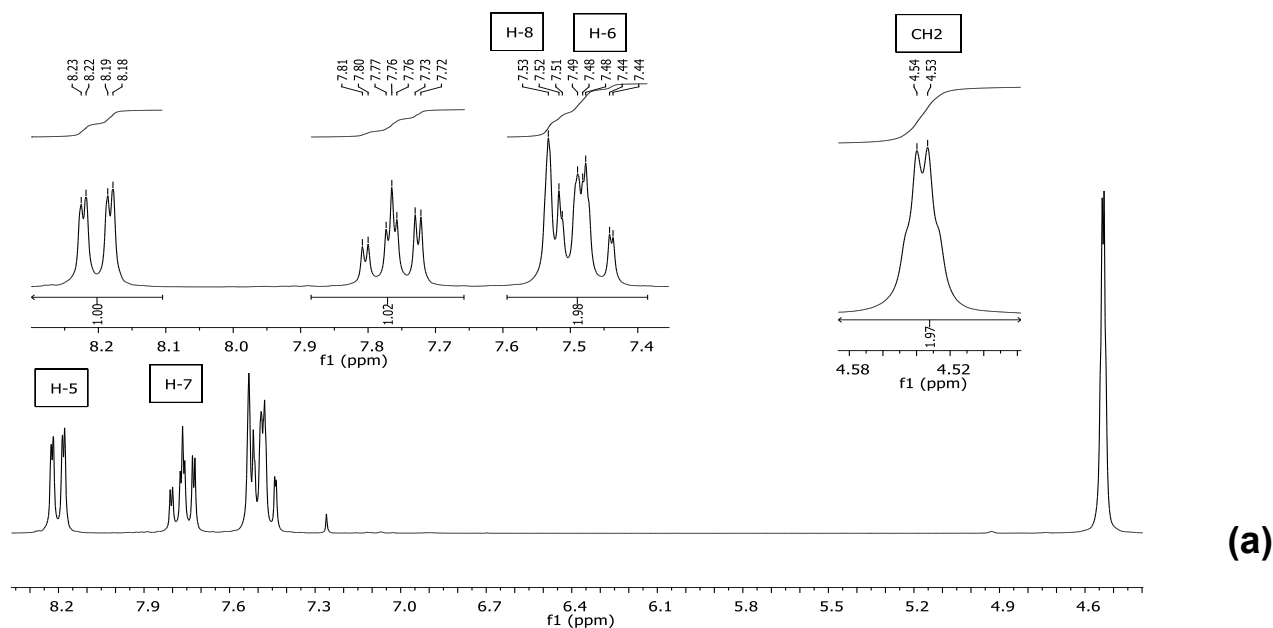 H-8 H-6 CH2
8.23 8.22 8.19 8.18 7.81 7.80 7.77 7.76 7.76 7.73 7.72 7.53 7.52 7.51 7.49 7.48 7.48 7.44 7.44 4.54 4.53
1.00 1.02 1.98 1.97
8.2 8.1 8.0 7.9 7.8 7.7 7.6 7.5 7.4 4.58 4.52
f1 (ppm) f1 (ppm)
H-5 H-7
(a)
8.2 7.9 7.6 7.3 7.0 6.7 6.4 6.1 5.8 5.5 5.2 4.9 4.6
f1 (ppm)